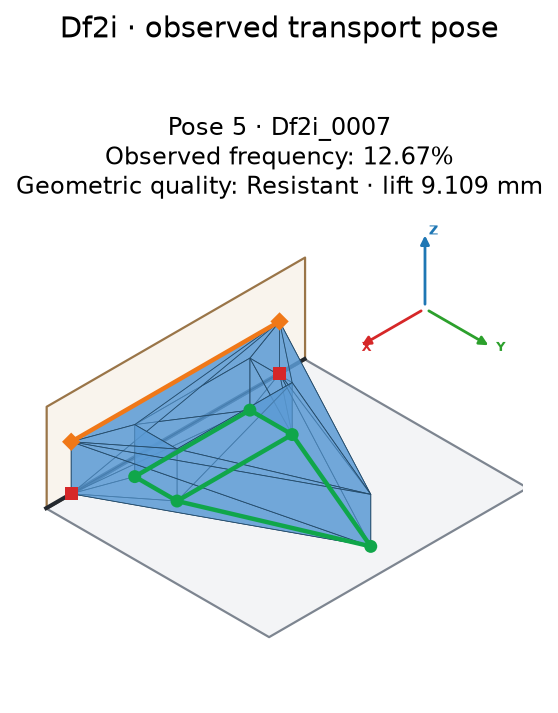 Df2i · observed transport pose
Pose 5 · Df2i_0007
Observed frequency: 12.67%
Geometric quality: Resistant · lift 9.109 mm
Z
X
Y